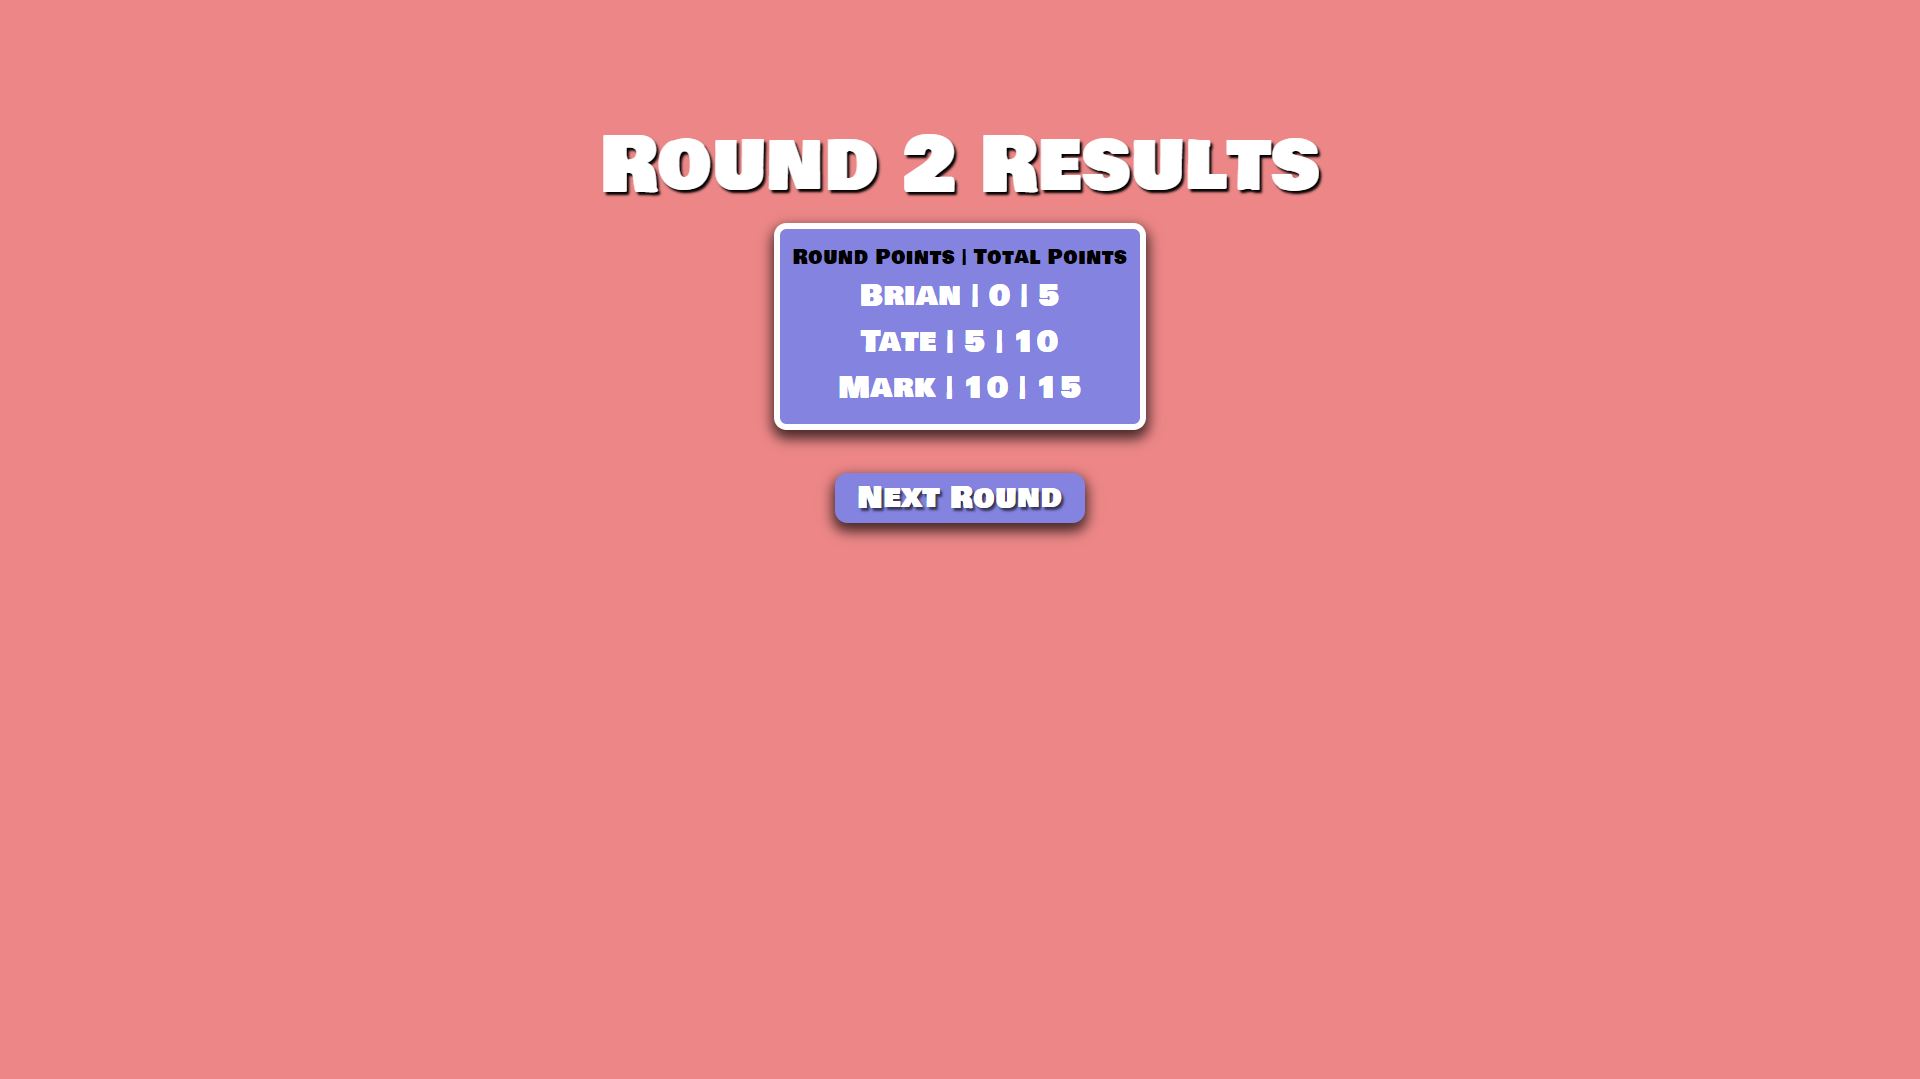 Round 2 Results
Round Points | Total Points
Brian | 0 | 5
Tate | 5 | 10
Mark | 10 | 15
Next Round